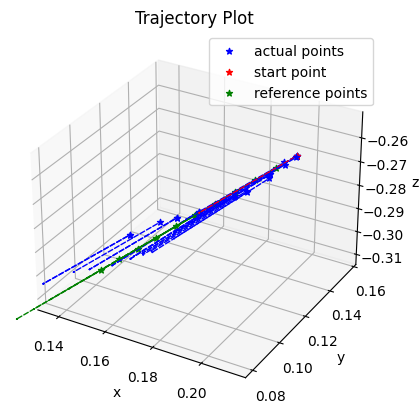 Trajectory Plot
actual points
start point
reference points
−0.26
−0.27
−0.28
−0.29
−0.30
−0.31
z
0.14
0.16
0.18
0.20
x
0.08
0.10
0.12
0.14
0.16
y